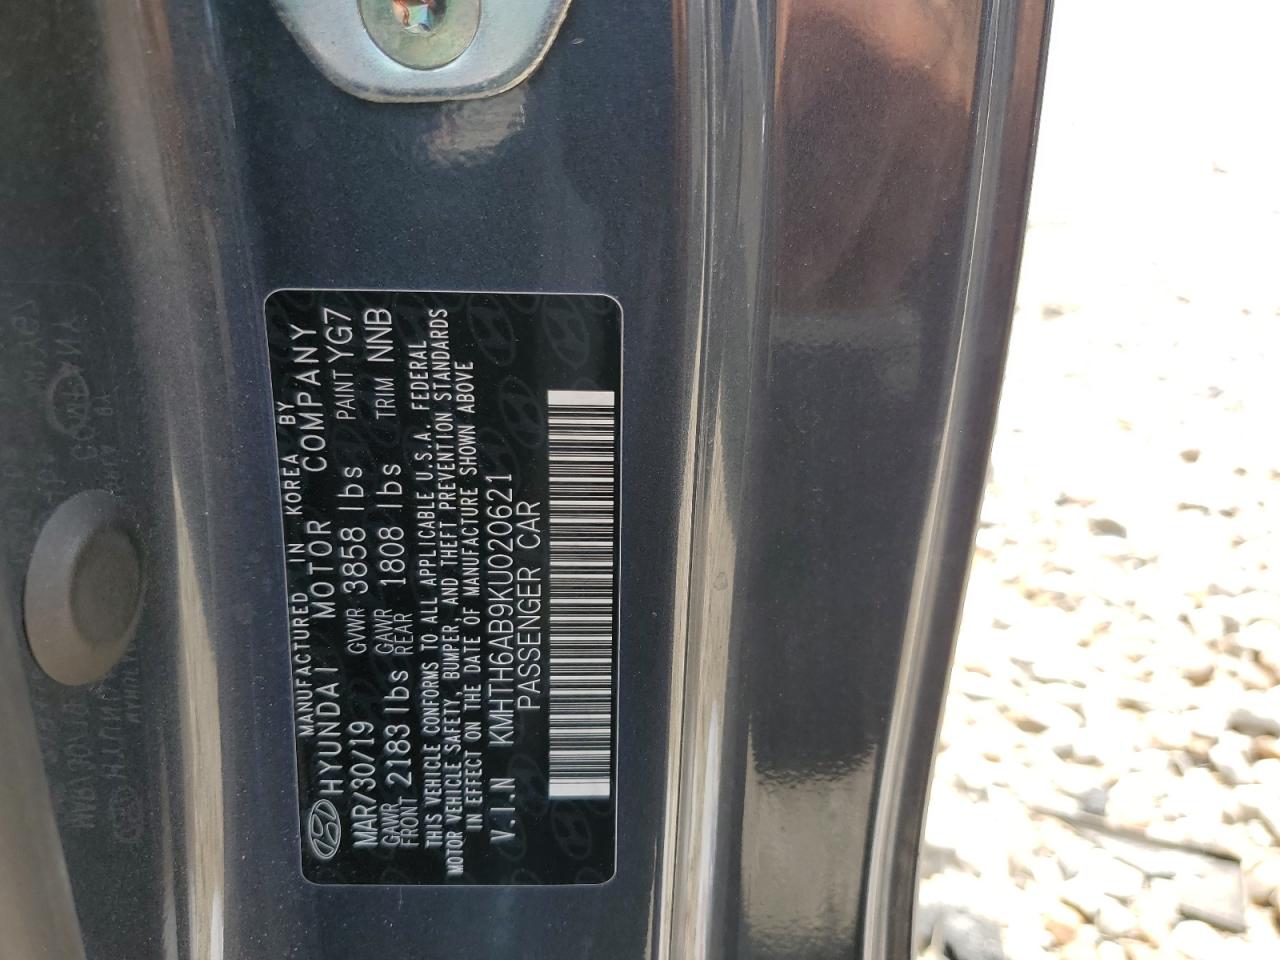 MANUFACTURED IN KOREA BY
HYUNDAI MOTOR COMPANY
MAR/30/19 GVWR 3858 lbs PAINT YG7
GAWR FRONT 2183 lbs GAWR REAR 1808 lbs TRIM NNB
THIS VEHICLE CONFORMS TO ALL APPLICABLE U.S.A. FEDERAL
MOTOR VEHICLE SAFETY, BUMPER, AND THEFT PREVENTION STANDARDS
IN EFFECT ON THE DATE OF MANUFACTURE SHOWN ABOVE
V.I.N KMHTH6AB9KU020621
PASSENGER CAR